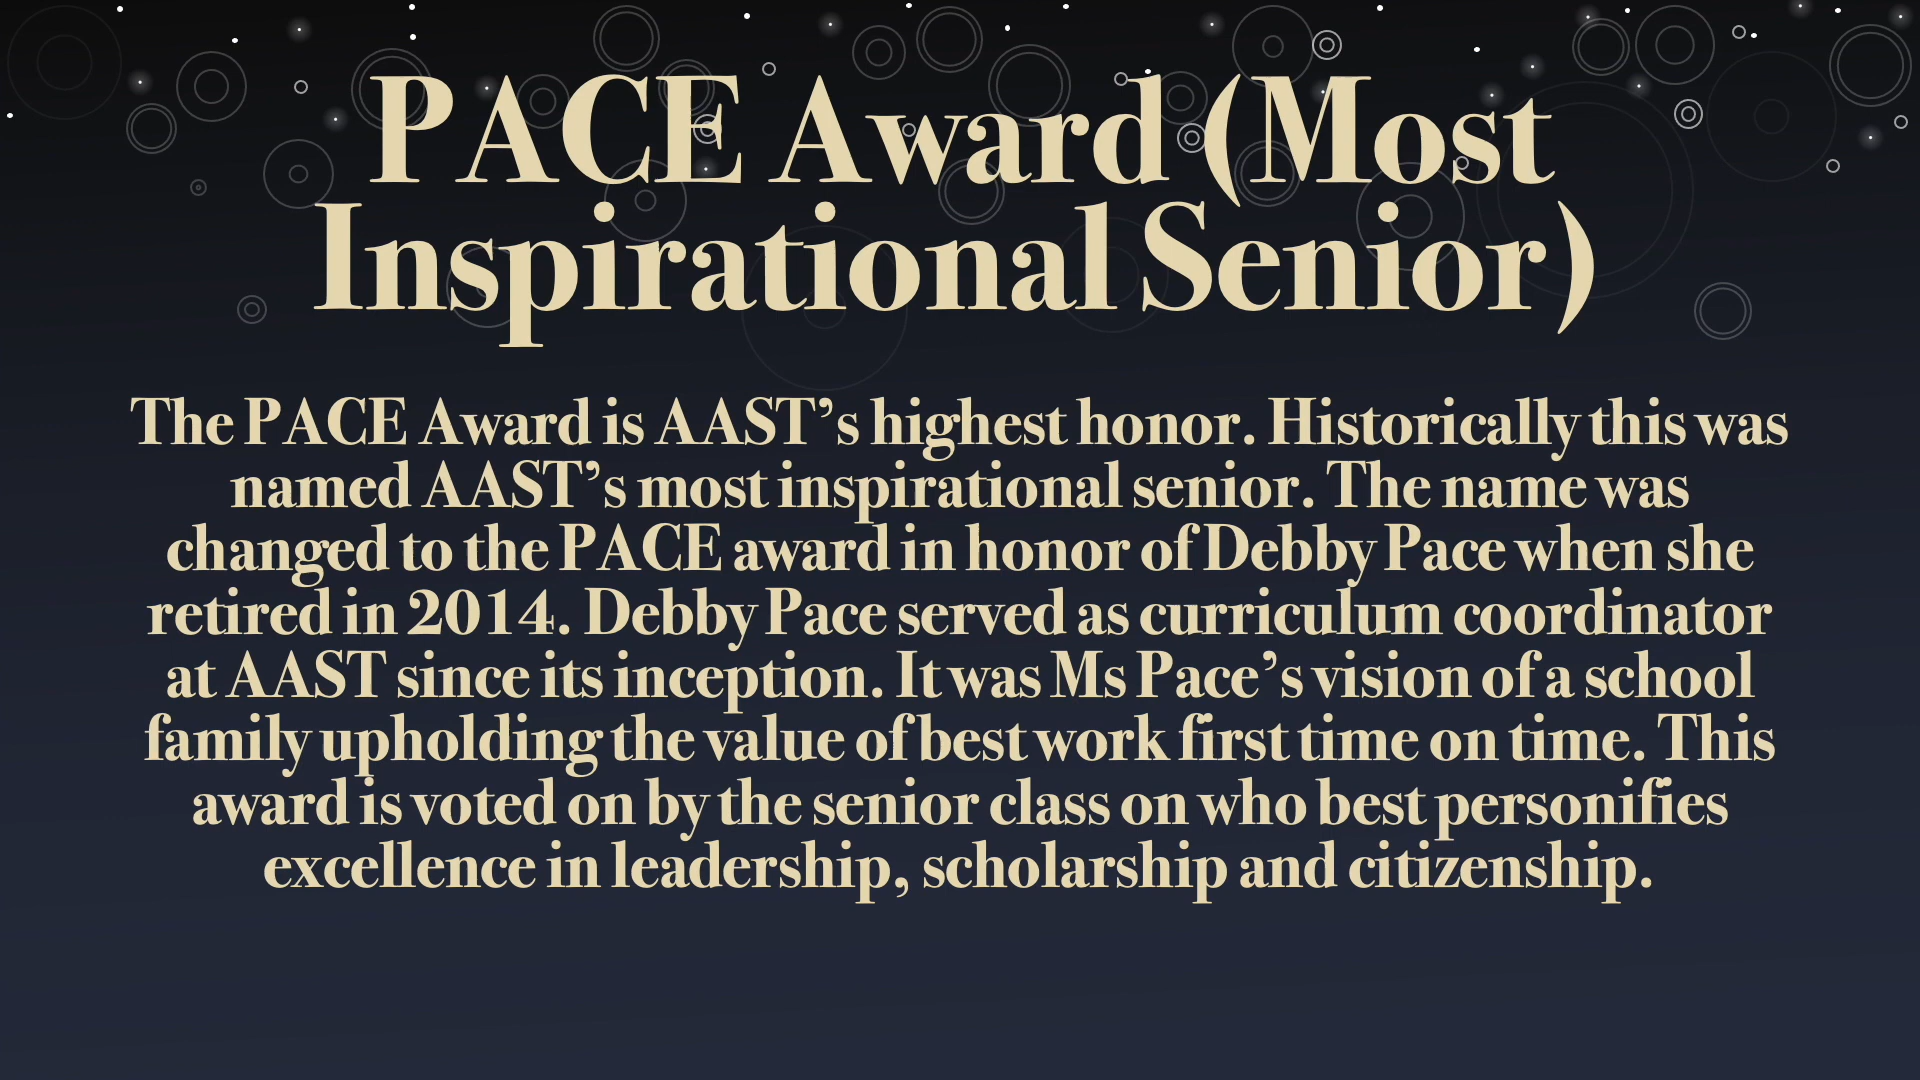 PACE Award (Most
Inspirational Senior)
The PACE Award is AAST’s highest honor. Historically this was
named AAST’s most inspirational senior. The name was
changed to the PACE award in honor of Debby Pace when she
retired in 2014. Debby Pace served as curriculum coordinator
at AAST since its inception. It was Ms Pace’s vision of a school
family upholding the value of best work first time on time. This
award is voted on by the senior class on who best personifies
excellence in leadership, scholarship and citizenship.